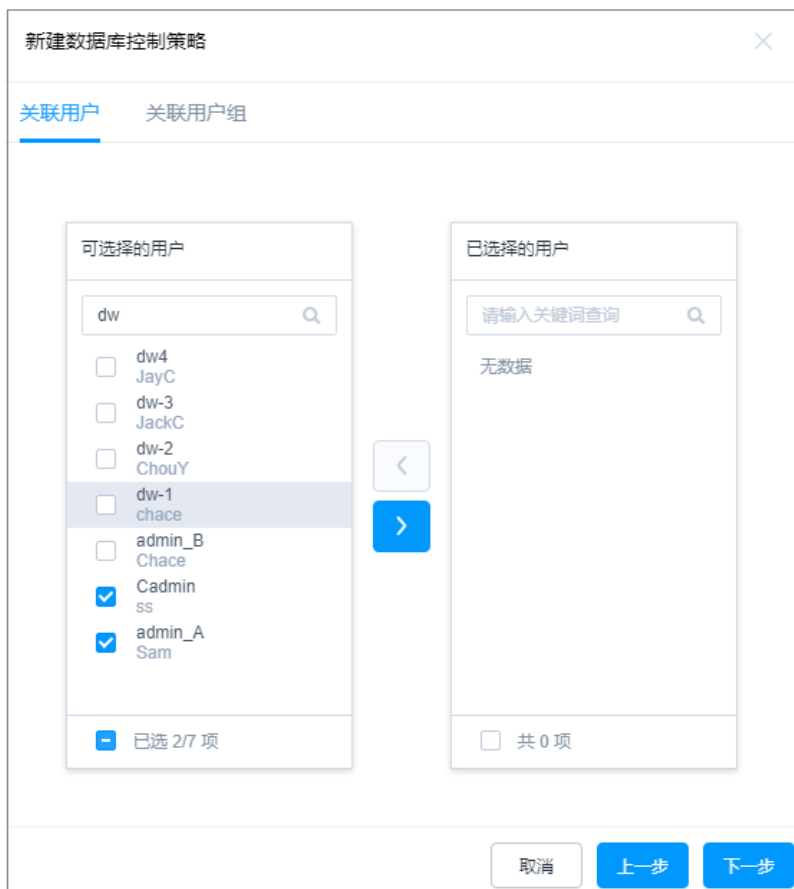 新建数据库控制策略
关联用户 关联用户组
可选择的用户
dw
dw4
JayC
dw-3
JackC
dw-2
ChouY
dw-1
chace
admin_B
Chace
Cadmin
ss
admin_A
Sam
已选 2/7 项
已选择的用户
请输入关键词查询
无数据
共 0 项
取消 上一步 下一步